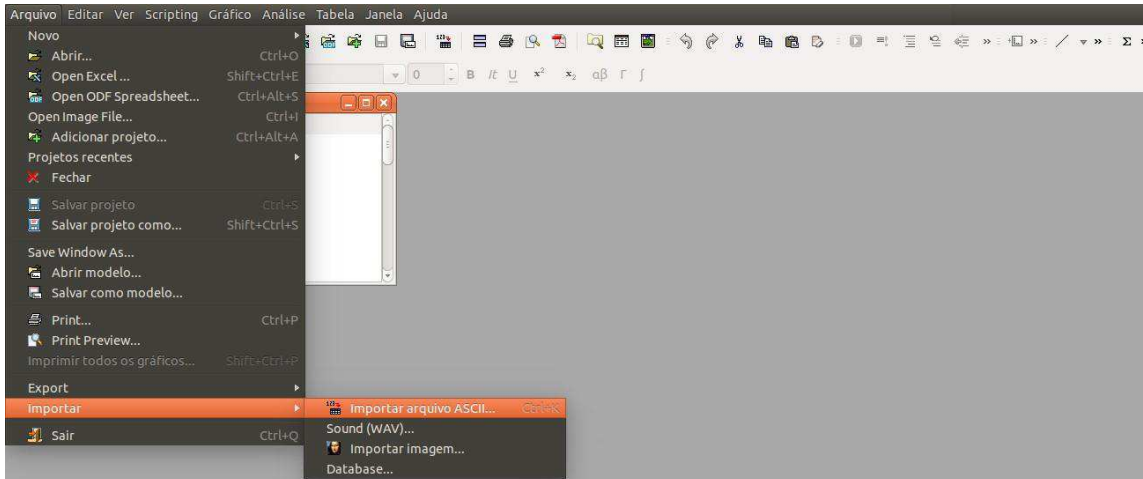 Arquivo Editar Ver Scripting Gráfico Análise Tabela Janela Ajuda
Novo
Abrir... Ctrl+O
Open Excel ... Shift+Ctrl+E
Open ODF Spreadsheet... Ctrl+Alt+S
Open Image File... Ctrl+I
Adicionar projeto... Ctrl+Alt+A
Projetos recentes
Fechar
Salvar projeto Ctrl+S
Salvar projeto como... Shift+Ctrl+S
Save Window As...
Abrir modelo...
Salvar como modelo...
Print... Ctrl+P
Print Preview...
Imprimir todos os gráficos... Shift+Ctrl+P
Export
Importar
Sair Ctrl+Q
0 B It U x² x₂ αβ Γ ∫
Importar arquivo ASCII... Ctrl+K
Sound (WAV)...
Importar imagem...
Database...